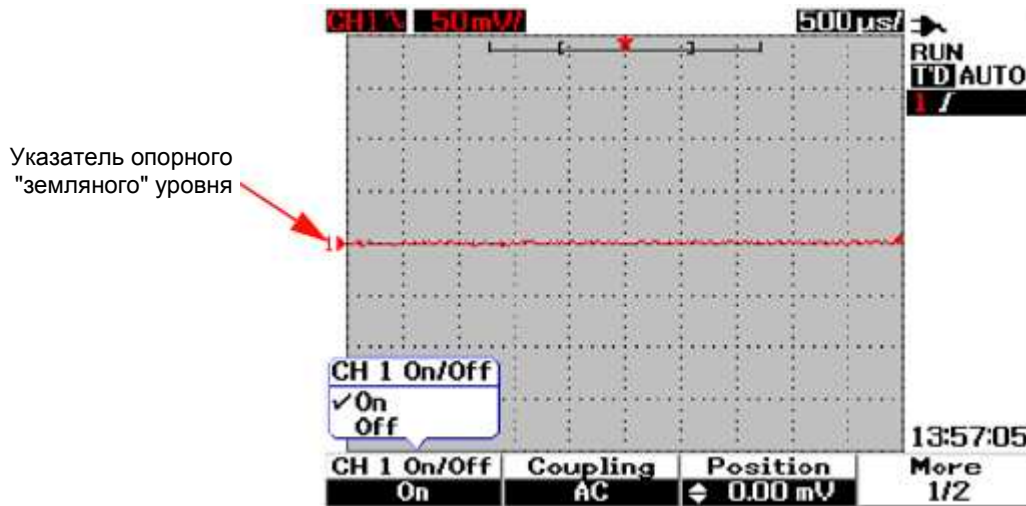 CH1 50mV/ 500µs/
RUN
T'D AUTO
1
Указатель опорного
"земляного" уровня
1
CH 1 On/Off
✓On
Off
13:57:05
CH 1 On/Off Coupling Position More
On AC 0.00 mV 1/2